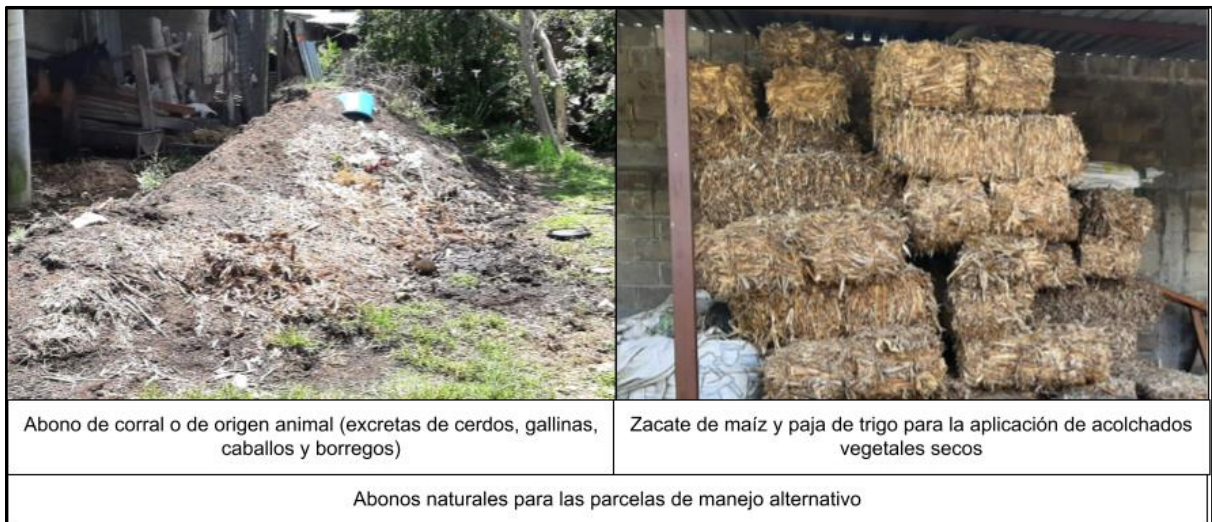 Abono de corral o de origen animal (excretas de cerdos, gallinas,
caballos y borregos)
Zacate de maíz y paja de trigo para la aplicación de acolchados
vegetales secos
Abonos naturales para las parcelas de manejo alternativo